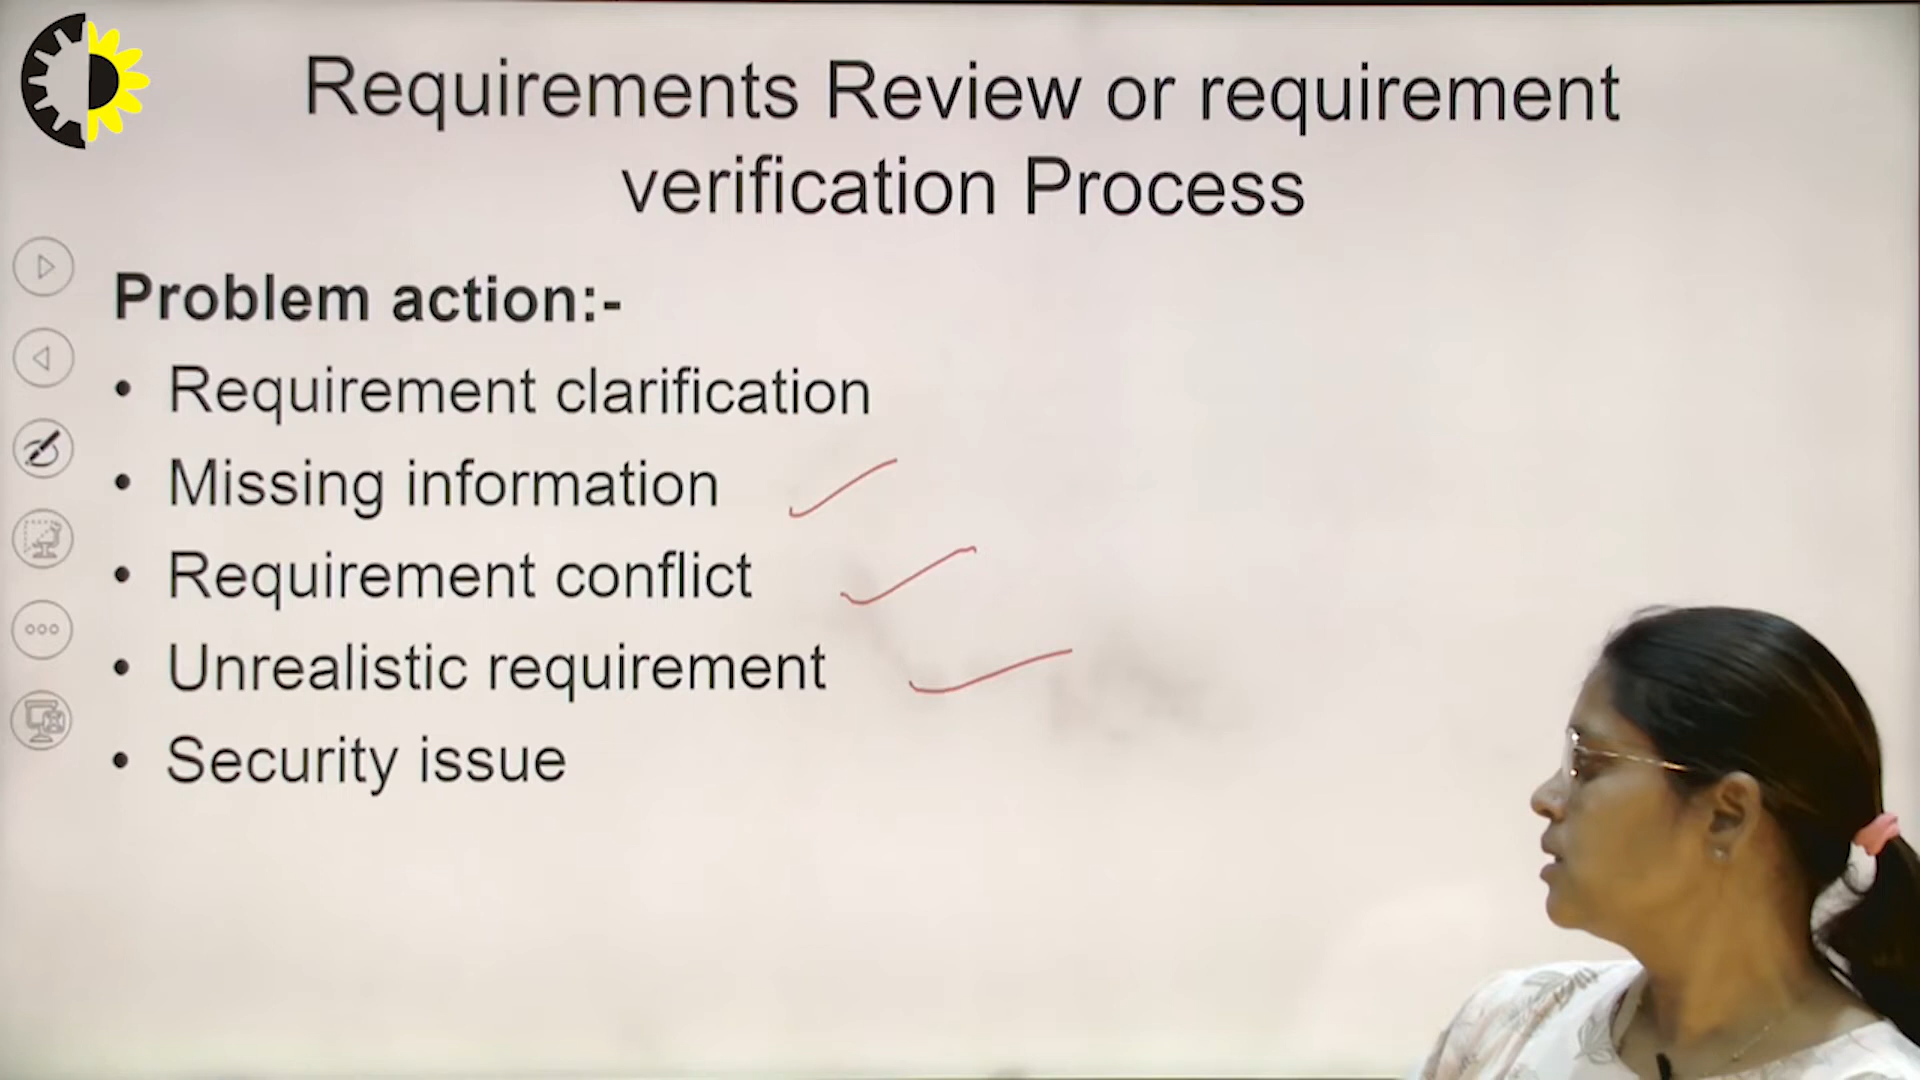 Requirements Review or requirement
verification Process
Problem action:-
• Requirement clarification
• Missing information
• Requirement conflict
• Unrealistic requirement
• Security issue